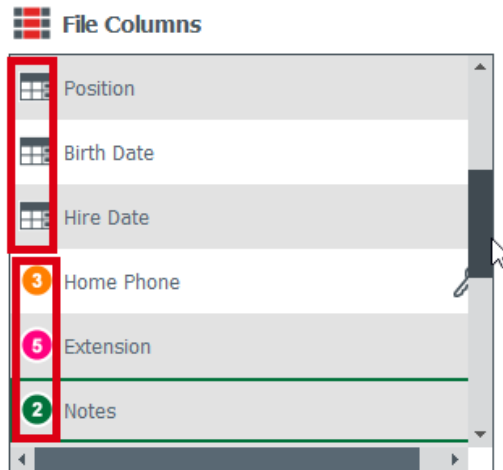 File Columns
Position
Birth Date
Hire Date
3 Home Phone
5 Extension
2 Notes